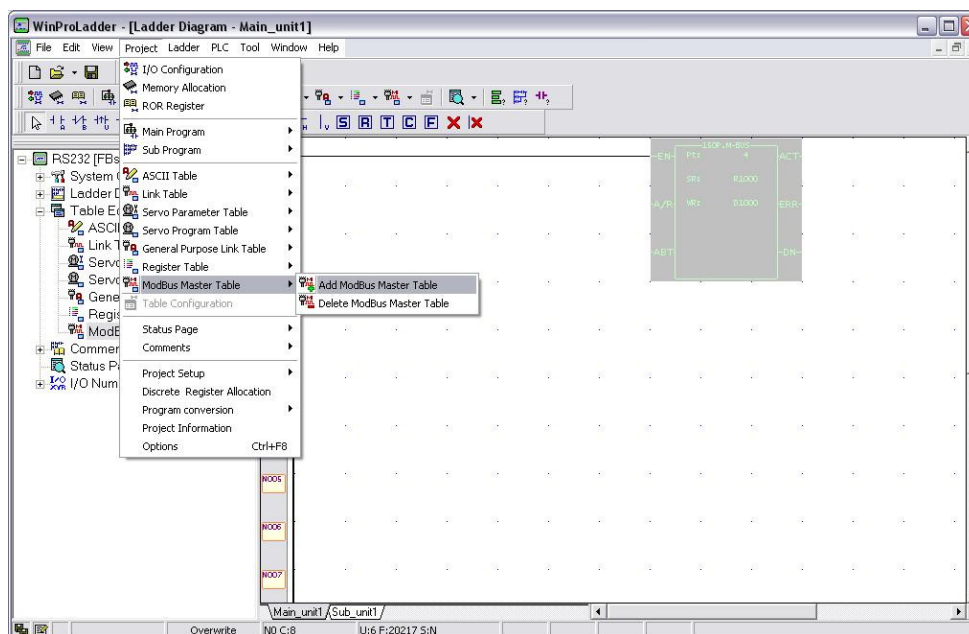 WinProLadder - [Ladder Diagram - Main_unit1]
File Edit View Project Ladder PLC Tool Window Help
I/O Configuration
Memory Allocation
ROR Register
Main Program
Sub Program
ASCII Table
Link Table
Servo Parameter Table
Servo Program Table
General Purpose Link Table
Register Table
ModBus Master Table
Table Configuration
Status Page
Comments
Project Setup
Discrete Register Allocation
Program conversion
Project Information
Options Ctrl+F8
Add ModBus Master Table
Delete ModBus Master Table
A B
V S R T C F
RS232 [FBs
System
Ladder D
Table Ed
ASCII
Link T
Servo
Servo
Gene
Regis
ModB
Commen
Status P
I/O Num
EN Pt: 4 ACT
SR: R1000
A/R WR: D1000 ERR
ABT DN
N005
N006
N007
Main_unit1 Sub_unit1
Overwrite N0 C:8 U:6 F:20217 S:N